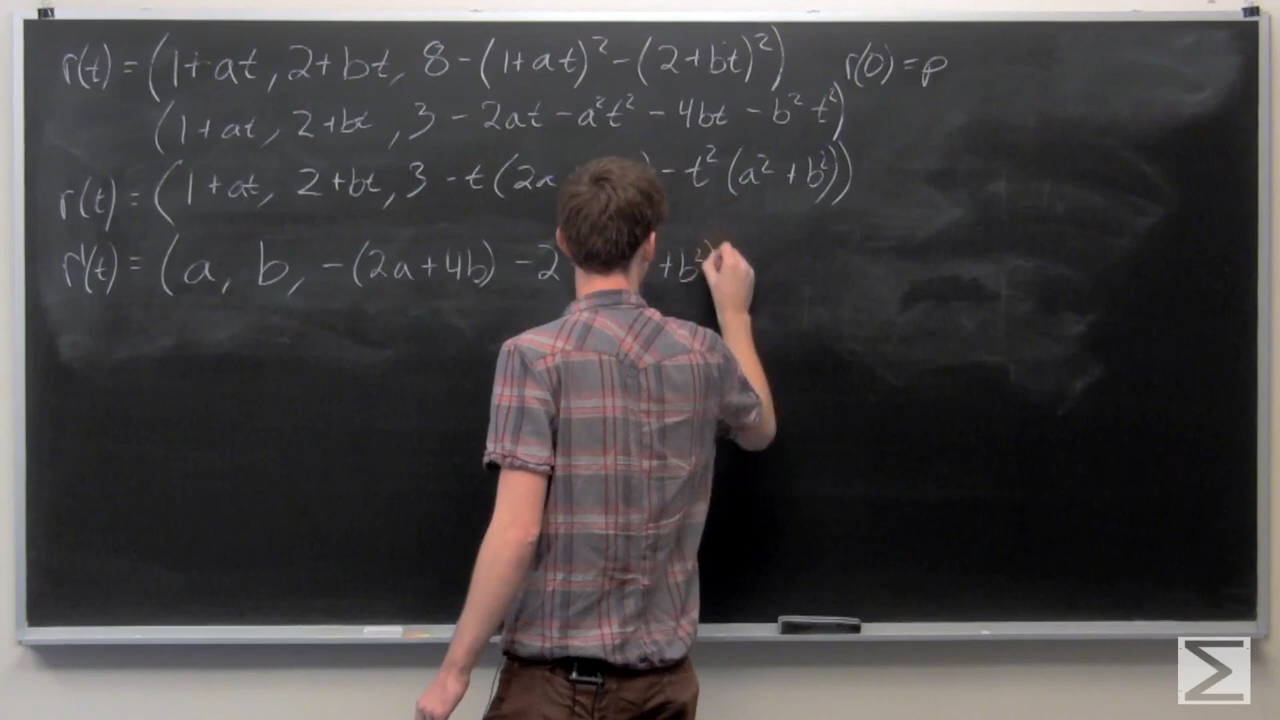 r(t) = (1+at, 2+bt, 8-(1+at)²-(2+bt)²) r(0)=p
(1+at, 2+bt, 3 - 2at - a²t² - 4bt - b²t²)
r(t) = (1+at, 2+bt, 3 -t(2a ) - t²(a²+b²))
r'(t) = (a, b, -(2a+4b) -2 +b²)
Σ